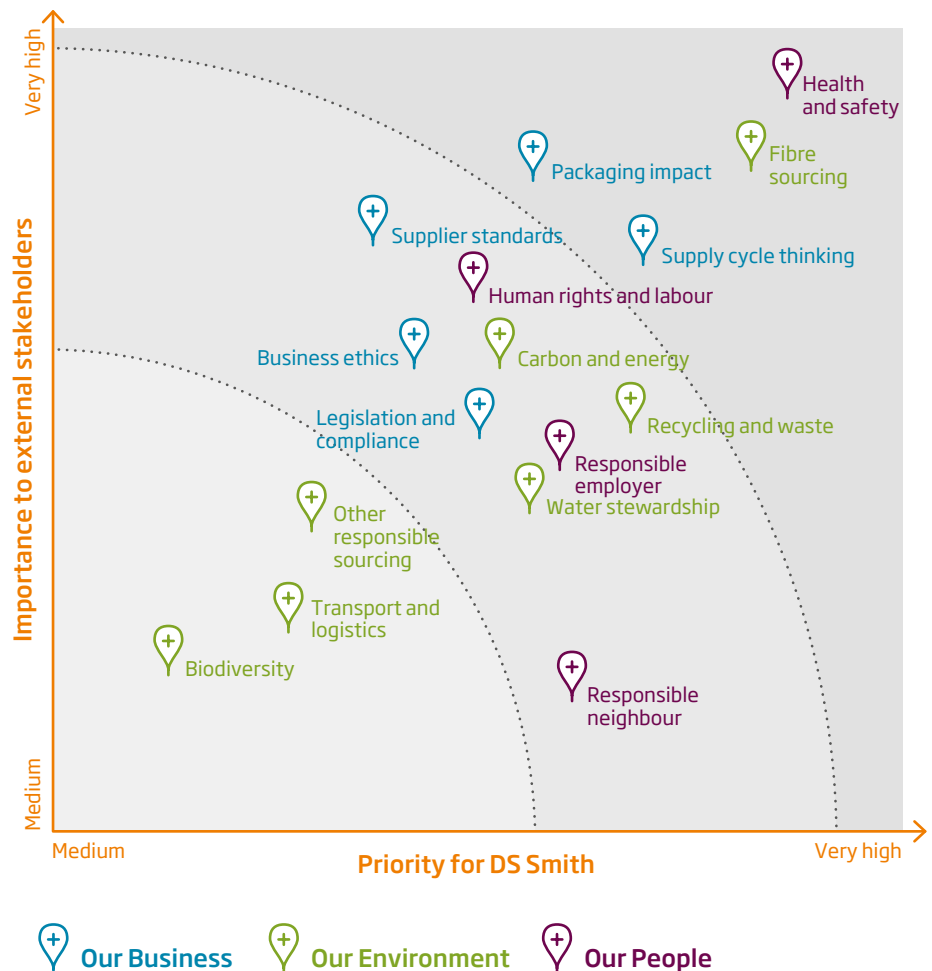 Very high
Importance to external stakeholders
Medium
Health
and safety
Fibre
sourcing
Packaging impact
Supplier standards
Supply cycle thinking
Human rights and labour
Business ethics
Carbon and energy
Legislation and
compliance
Recycling and waste
Responsible
employer
Water stewardship
Other
responsible
sourcing
Transport and
logistics
Biodiversity
Responsible
neighbour
Medium
Priority for DS Smith
Very high
Our Business
Our Environment
Our People